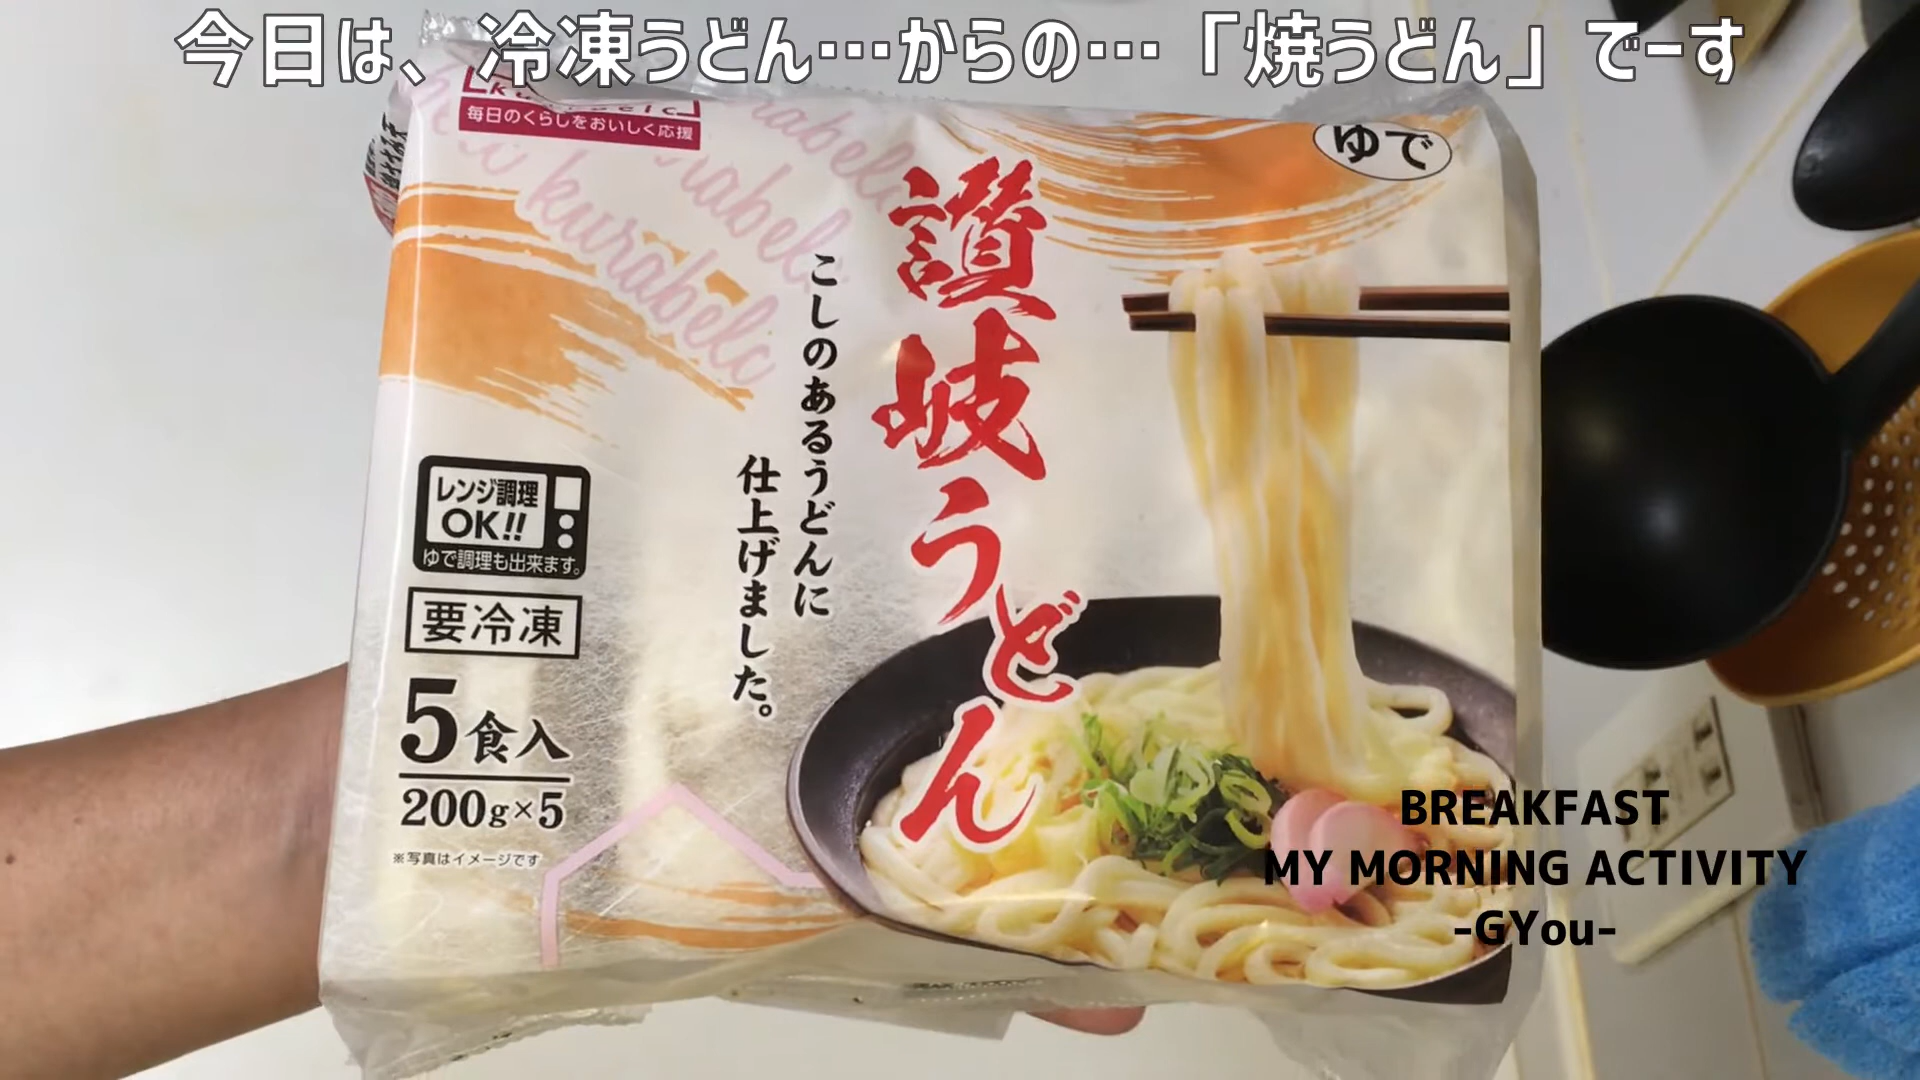 今日は、冷凍うどん…からの…「焼うどん」でーす
毎日のくらしをおいしく応援
ゆで
kurabelc
讃岐うどん
こしのあるうどんに
仕上げました。
レンジ調理
OK!!
ゆで調理も出来ます。
要冷凍
5食入
200g×5
※写真はイメージです
BREAKFAST
MY MORNING ACTIVITY
-GYou-